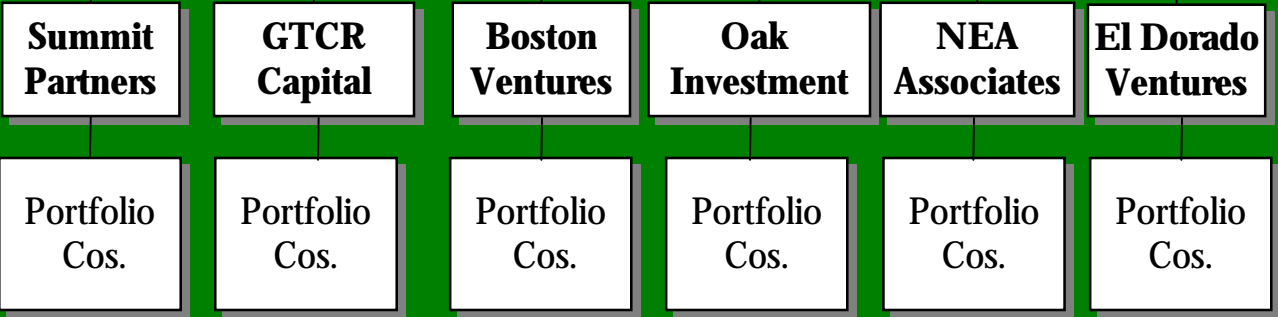 Summit
Partners
GTCR
Capital
Boston
Ventures
Oak
Investment
NEA
Associates
El Dorado
Ventures
Portfolio
Cos.
Portfolio
Cos.
Portfolio
Cos.
Portfolio
Cos.
Portfolio
Cos.
Portfolio
Cos.